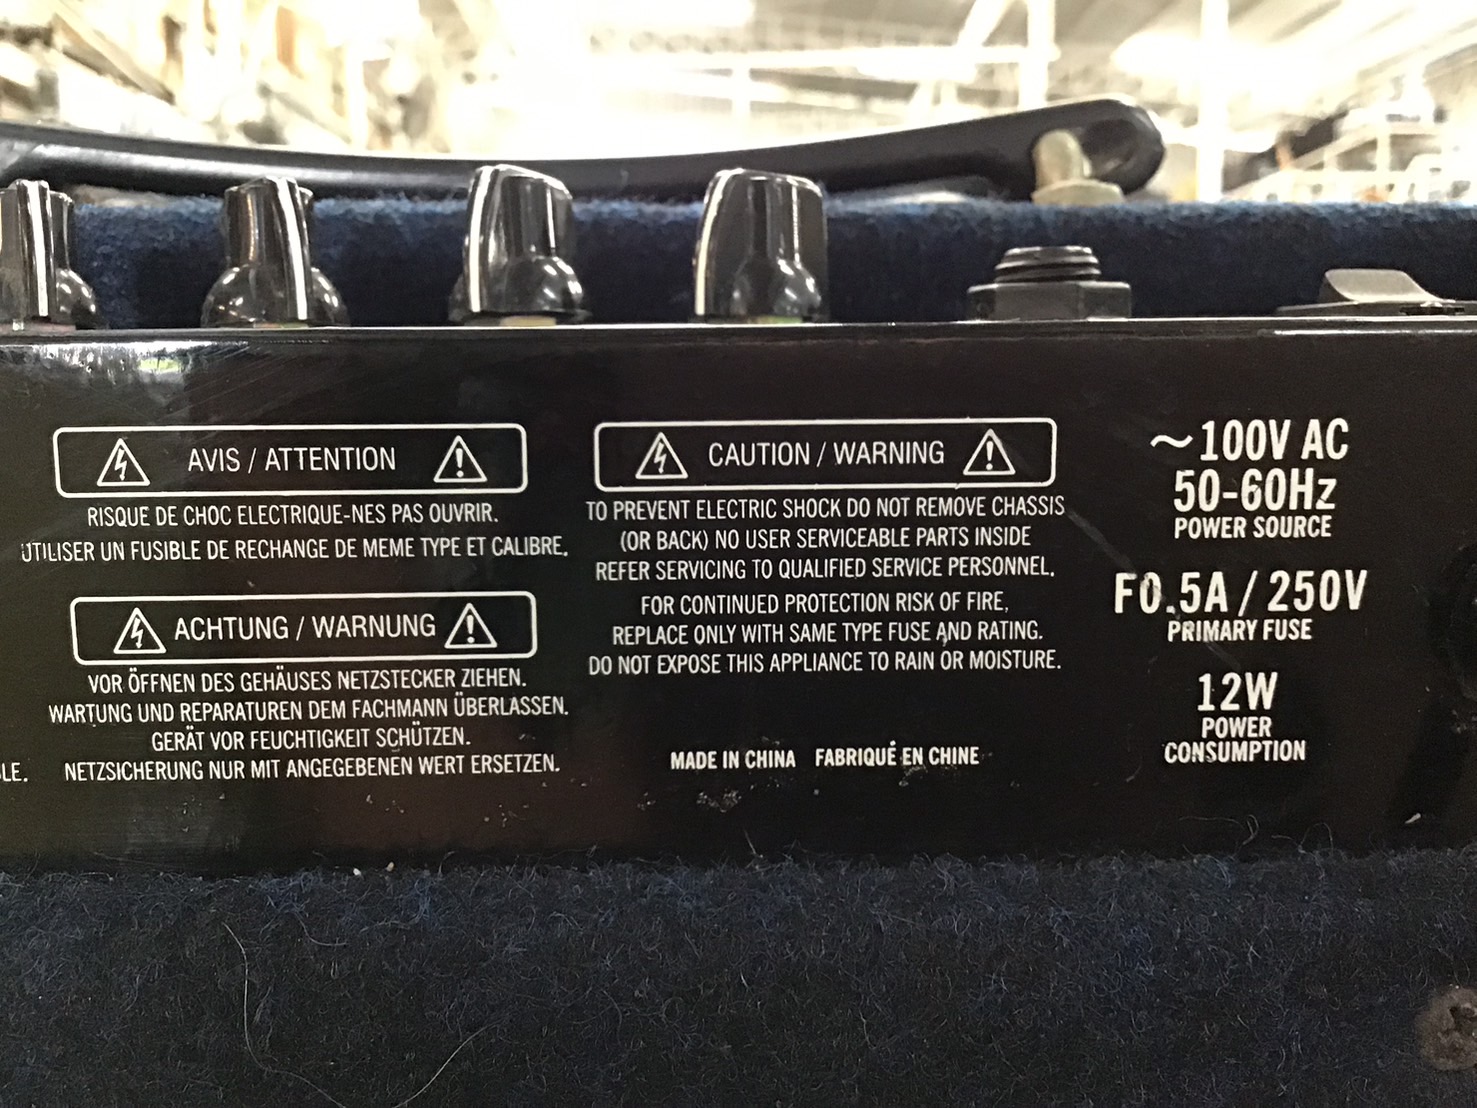 AVIS / ATTENTION
RISQUE DE CHOC ELECTRIQUE-NES PAS OUVRIR.
UTILISER UN FUSIBLE DE RECHANGE DE MEME TYPE ET CALIBRE.
ACHTUNG / WARNUNG
VOR ÖFFNEN DES GEHÄUSES NETZSTECKER ZIEHEN.
WARTUNG UND REPARATUREN DEM FACHMANN ÜBERLASSEN.
GERÄT VOR FEUCHTIGKEIT SCHÜTZEN.
NETZSICHERUNG NUR MIT ANGEGEBENEN WERT ERSETZEN.
CAUTION / WARNING
TO PREVENT ELECTRIC SHOCK DO NOT REMOVE CHASSIS
(OR BACK) NO USER SERVICEABLE PARTS INSIDE
REFER SERVICING TO QUALIFIED SERVICE PERSONNEL.
FOR CONTINUED PROTECTION RISK OF FIRE,
REPLACE ONLY WITH SAME TYPE FUSE AND RATING.
DO NOT EXPOSE THIS APPLIANCE TO RAIN OR MOISTURE.
MADE IN CHINA FABRIQUÉ EN CHINE
~100V AC
50-60Hz
POWER SOURCE
F0.5A / 250V
PRIMARY FUSE
12W
POWER
CONSUMPTION